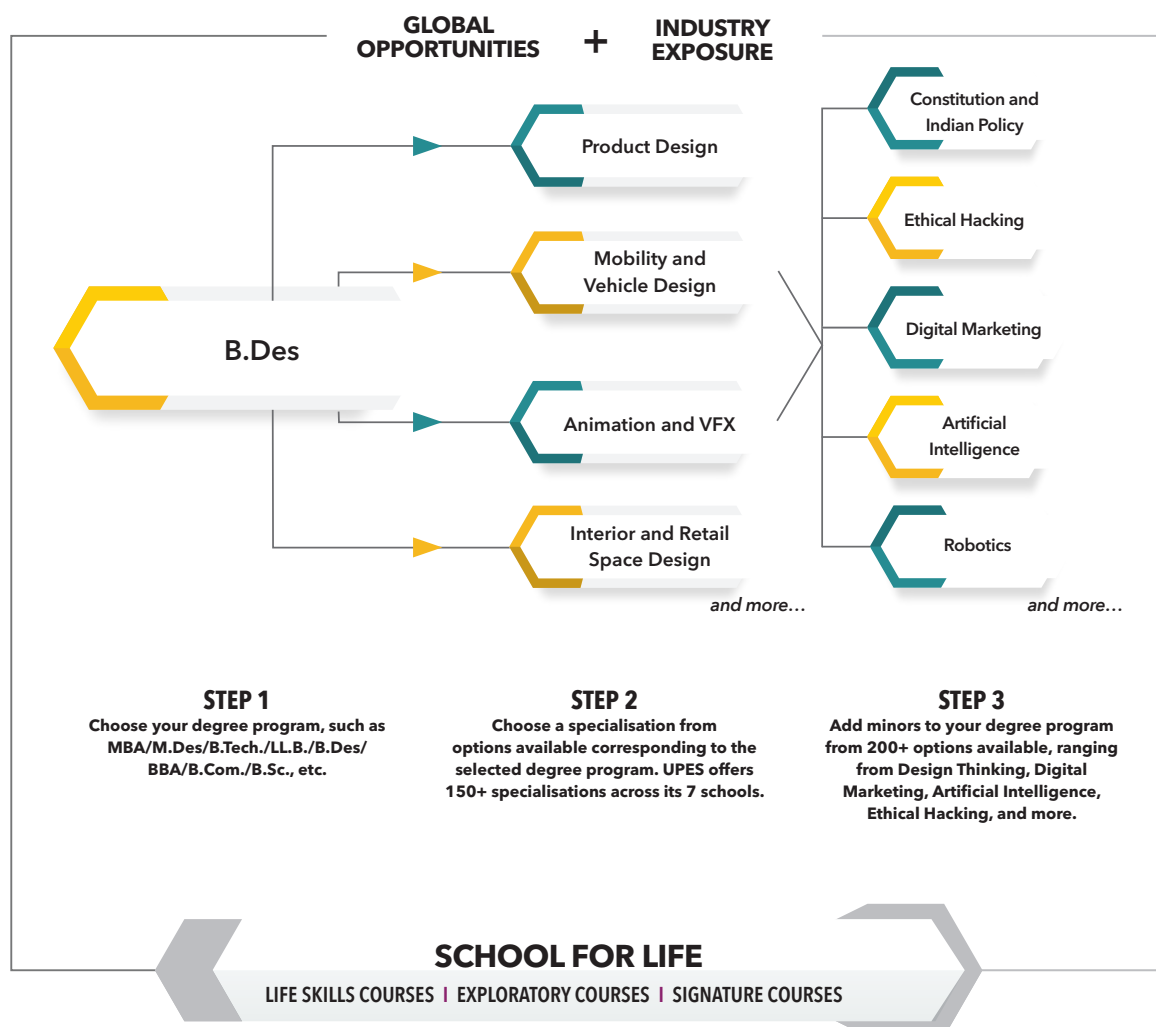 GLOBAL
OPPORTUNITIES
+
INDUSTRY
EXPOSURE
B.Des
Product Design
Mobility and
Vehicle Design
Animation and VFX
Interior and Retail
Space Design
and more...
Constitution and
Indian Policy
Ethical Hacking
Digital Marketing
Artificial
Intelligence
Robotics
and more...
STEP 1
Choose your degree program, such as
MBA/M.Des/B.Tech./LL.B./B.Des/
BBA/B.Com./B.Sc., etc.
STEP 2
Choose a specialisation from
options available corresponding to the
selected degree program. UPES offers
150+ specialisations across its 7 schools.
STEP 3
Add minors to your degree program
from 200+ options available, ranging
from Design Thinking, Digital
Marketing, Artificial Intelligence,
Ethical Hacking, and more.
SCHOOL FOR LIFE
LIFE SKILLS COURSES I EXPLORATORY COURSES I SIGNATURE COURSES